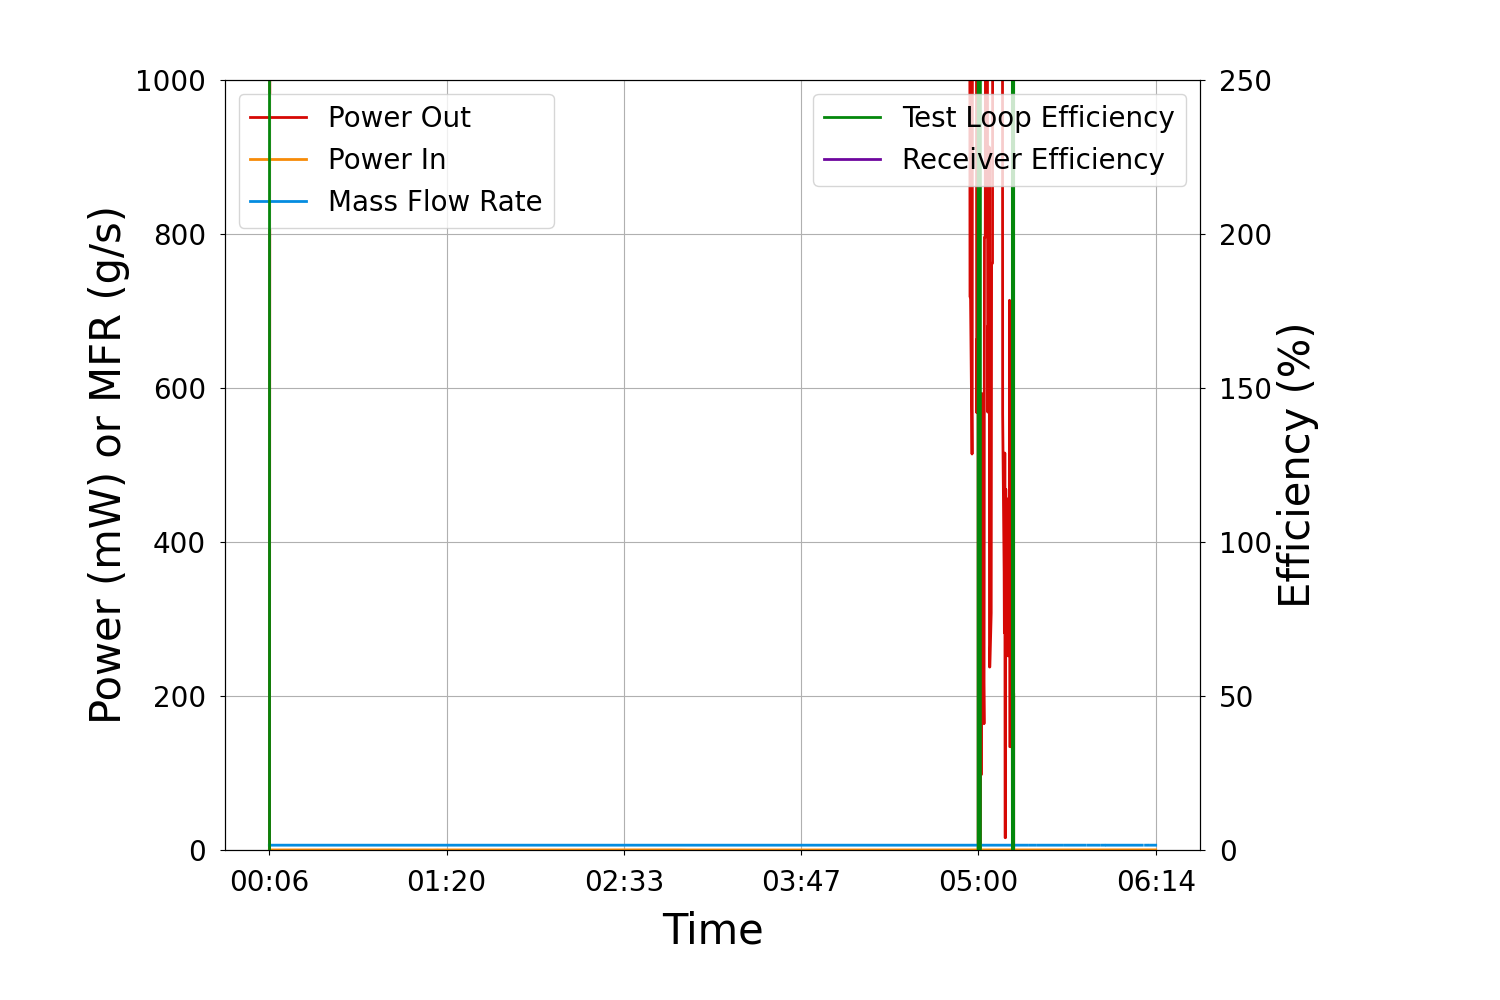 1000
800
600
400
200
0
Power (mW) or MFR (g/s)
Power Out
Power In
Mass Flow Rate
Test Loop Efficiency
Receiver Efficiency
250
200
150
100
50
0
Efficiency (%)
00:06 01:20 02:33 03:47 05:00 06:14
Time